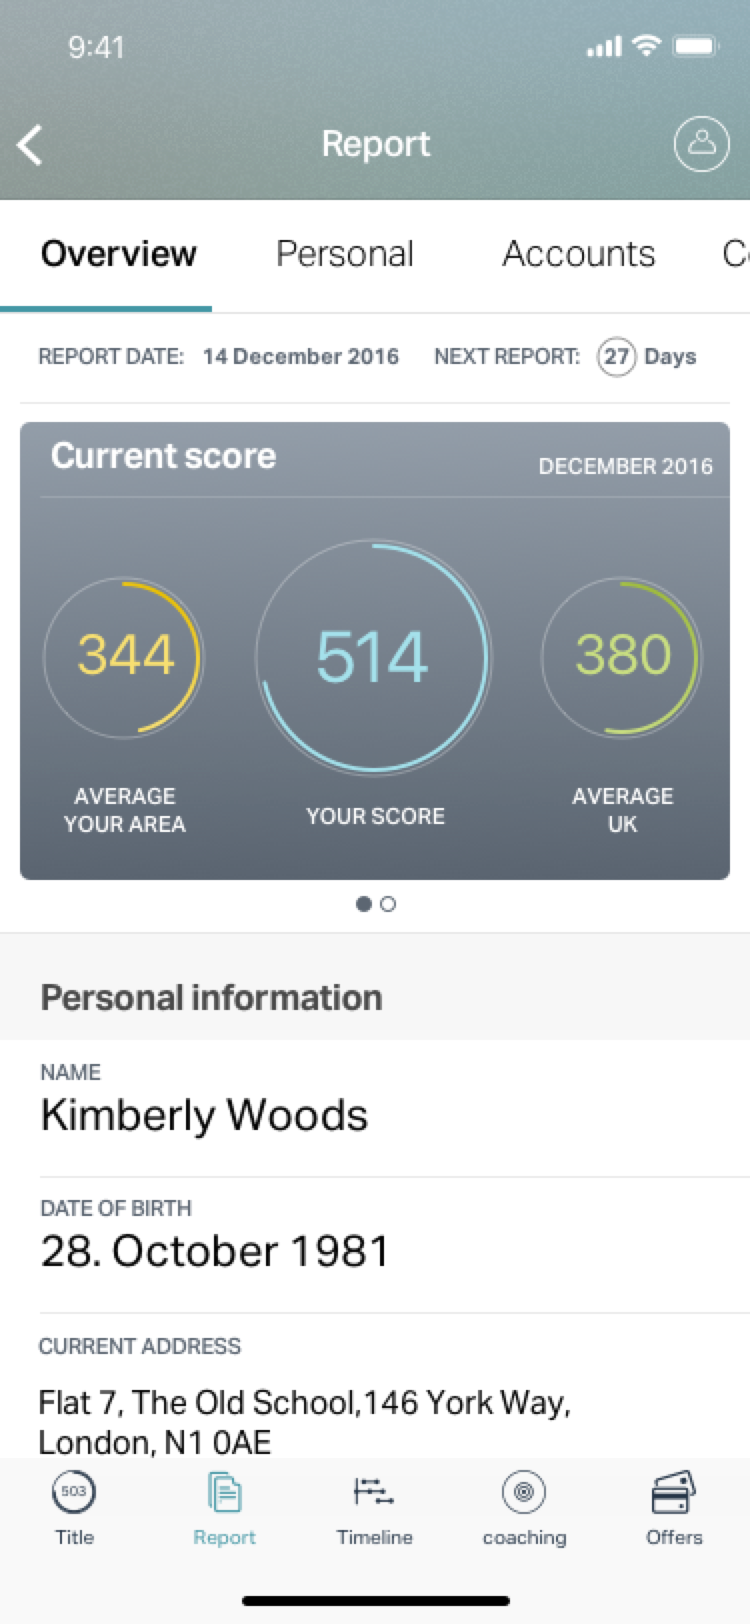 9:41
Report
Overview Personal Accounts
REPORT DATE: 14 December 2016 NEXT REPORT: 27 Days
Current score
DECEMBER 2016
344 514 380
AVERAGE
YOUR AREA
YOUR SCORE
AVERAGE
UK
Personal information
NAME
Kimberly Woods
DATE OF BIRTH
28. October 1981
CURRENT ADDRESS
Flat 7, The Old School,146 York Way,
London, N1 0AE
503
Title Report Timeline coaching Offers